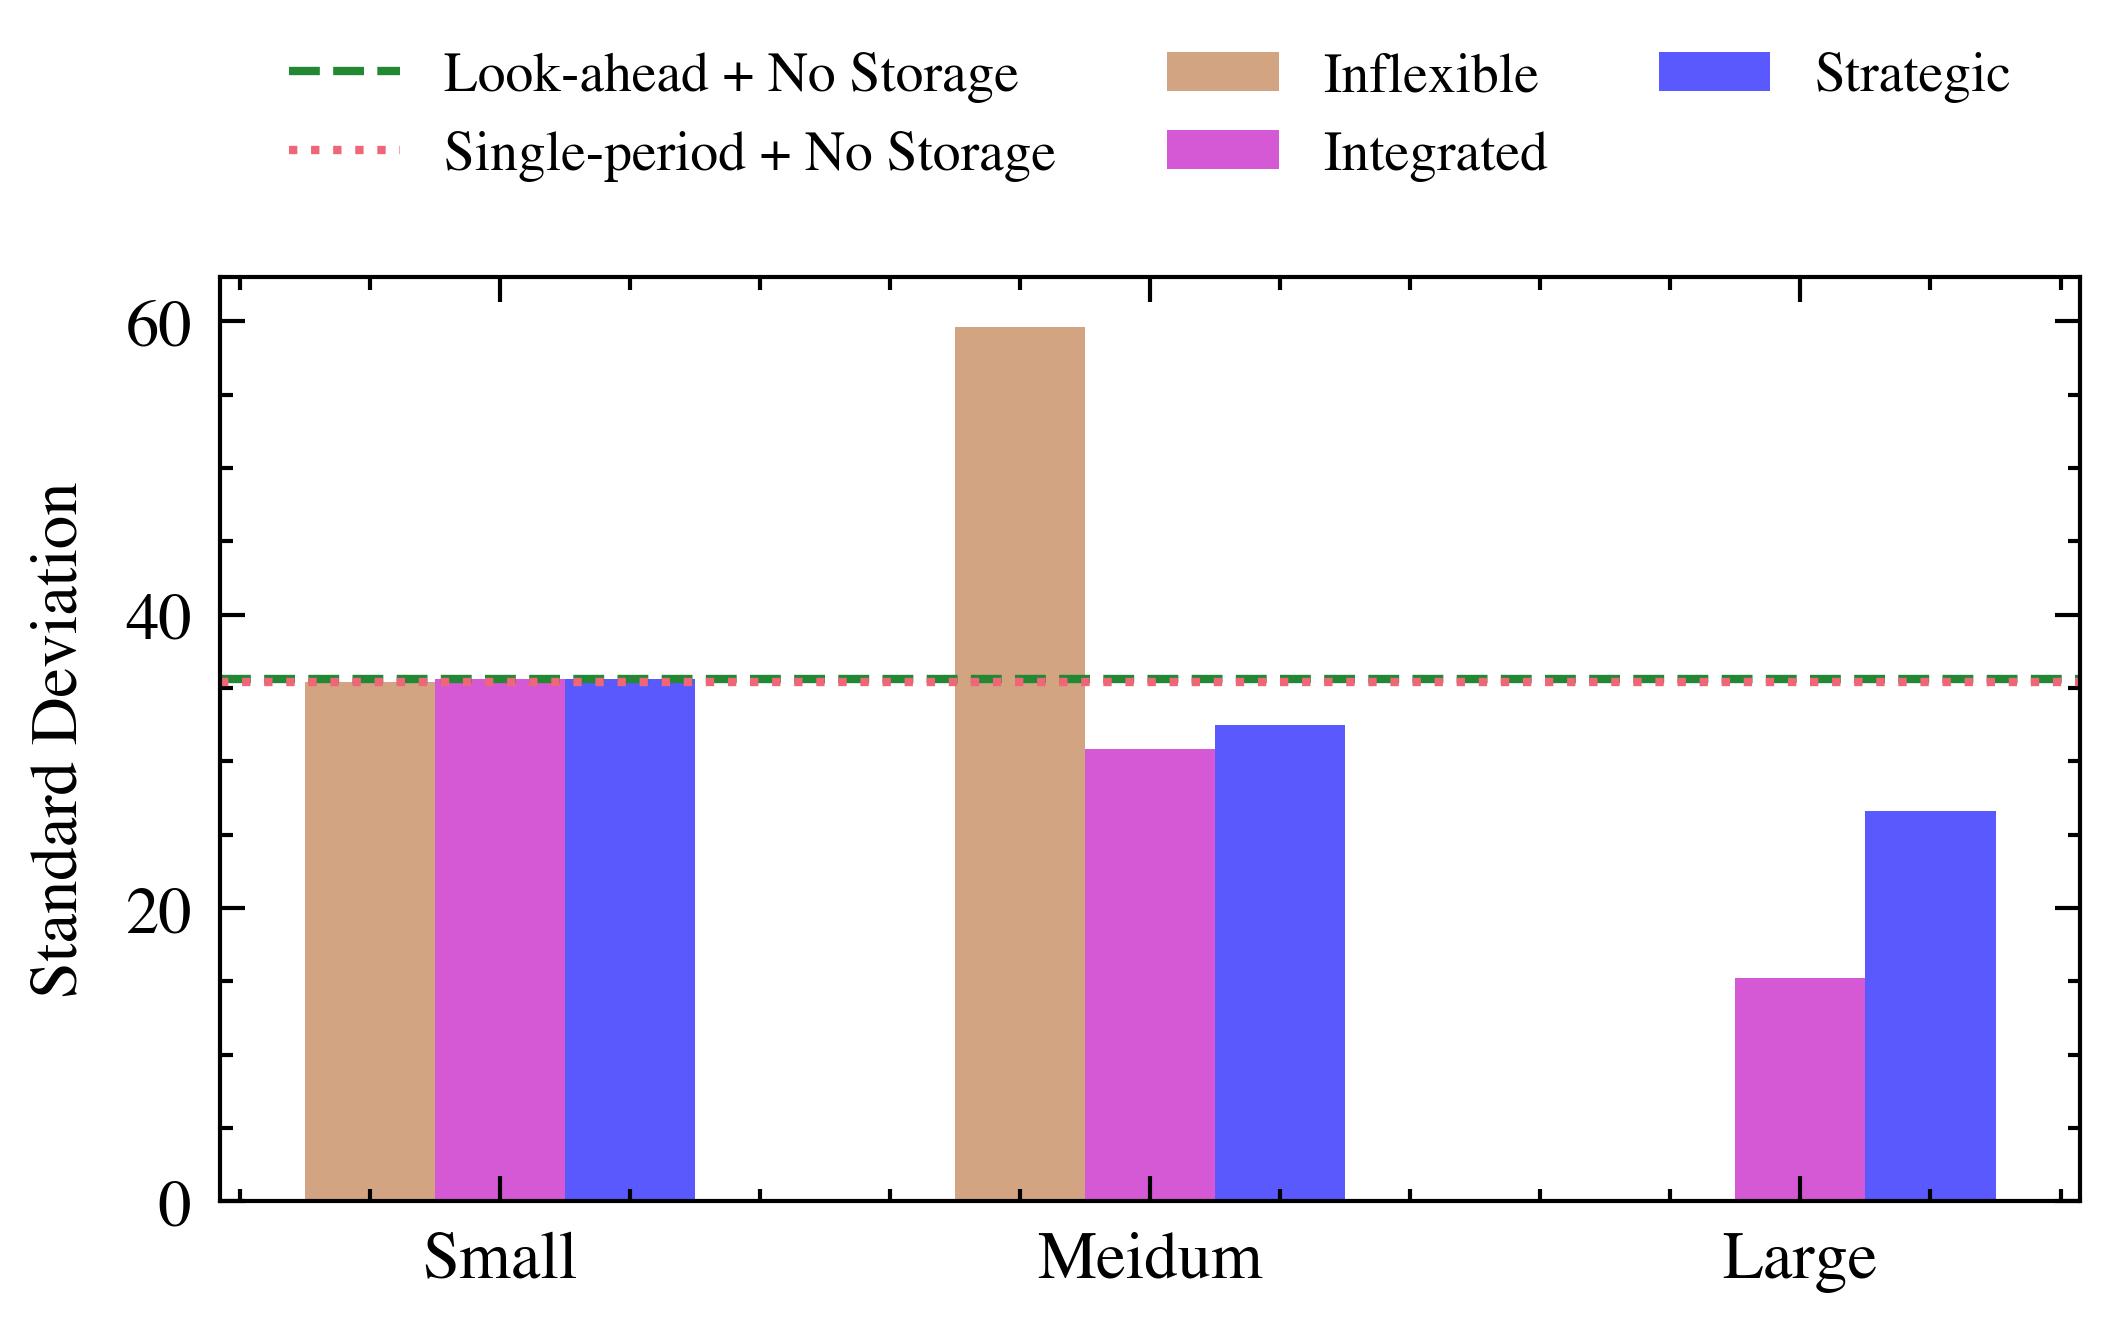 Look-ahead + No Storage
Single-period + No Storage
Inflexible
Integrated
Strategic
Standard Deviation
60
40
20
0
Small
Meidum
Large